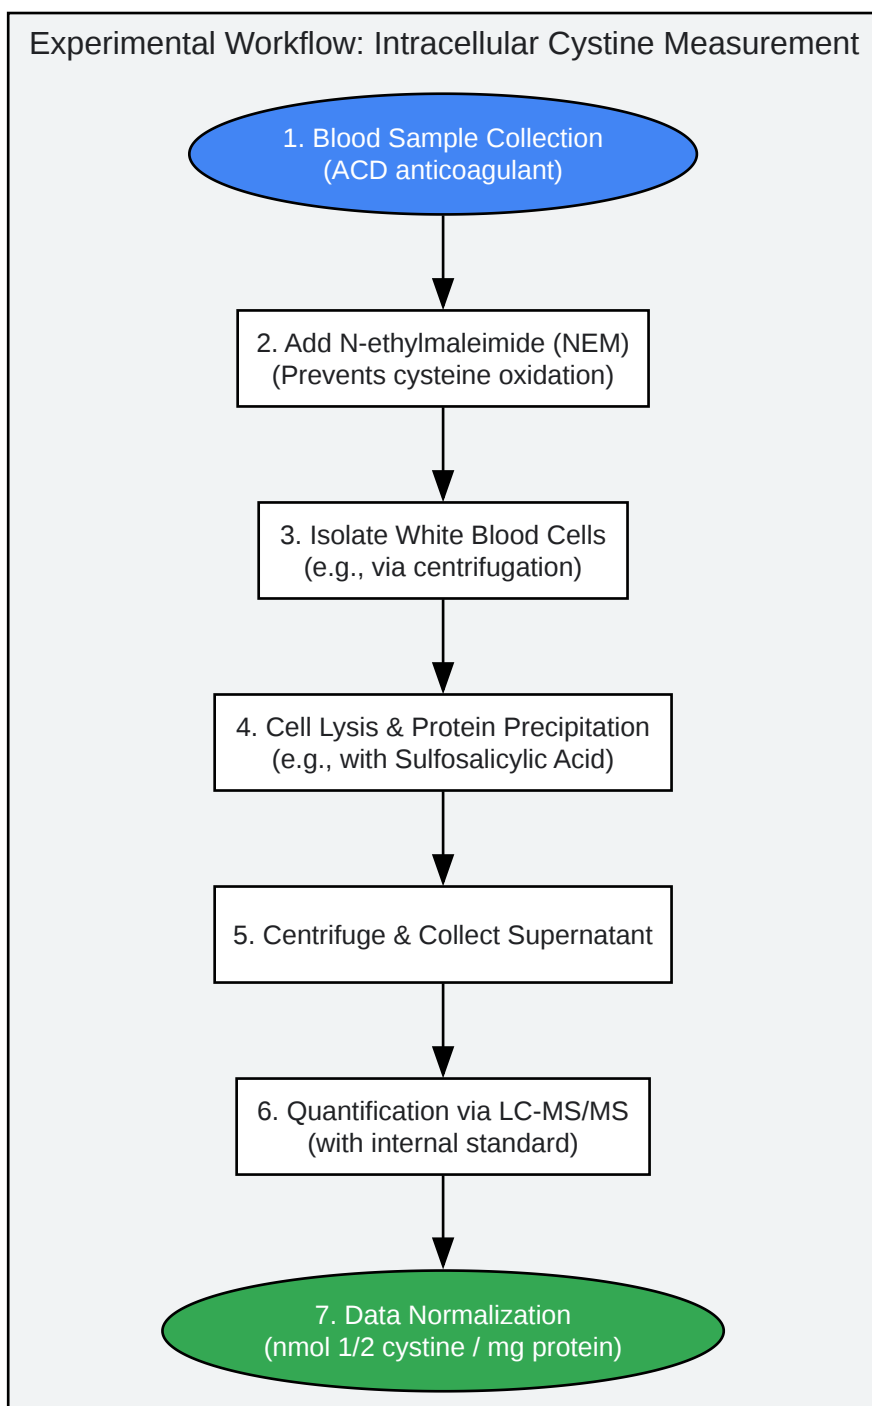 Experimental Workflow: Intracellular Cystine Measurement
1. Blood Sample Collection
(ACD anticoagulant)
2. Add N-ethylmaleimide (NEM)
(Prevents cysteine oxidation)
3. Isolate White Blood Cells
(e.g., via centrifugation)
4. Cell Lysis & Protein Precipitation
(e.g., with Sulfosalicylic Acid)
5. Centrifuge & Collect Supernatant
6. Quantification via LC-MS/MS
(with internal standard)
7. Data Normalization
(nmol 1/2 cystine / mg protein)